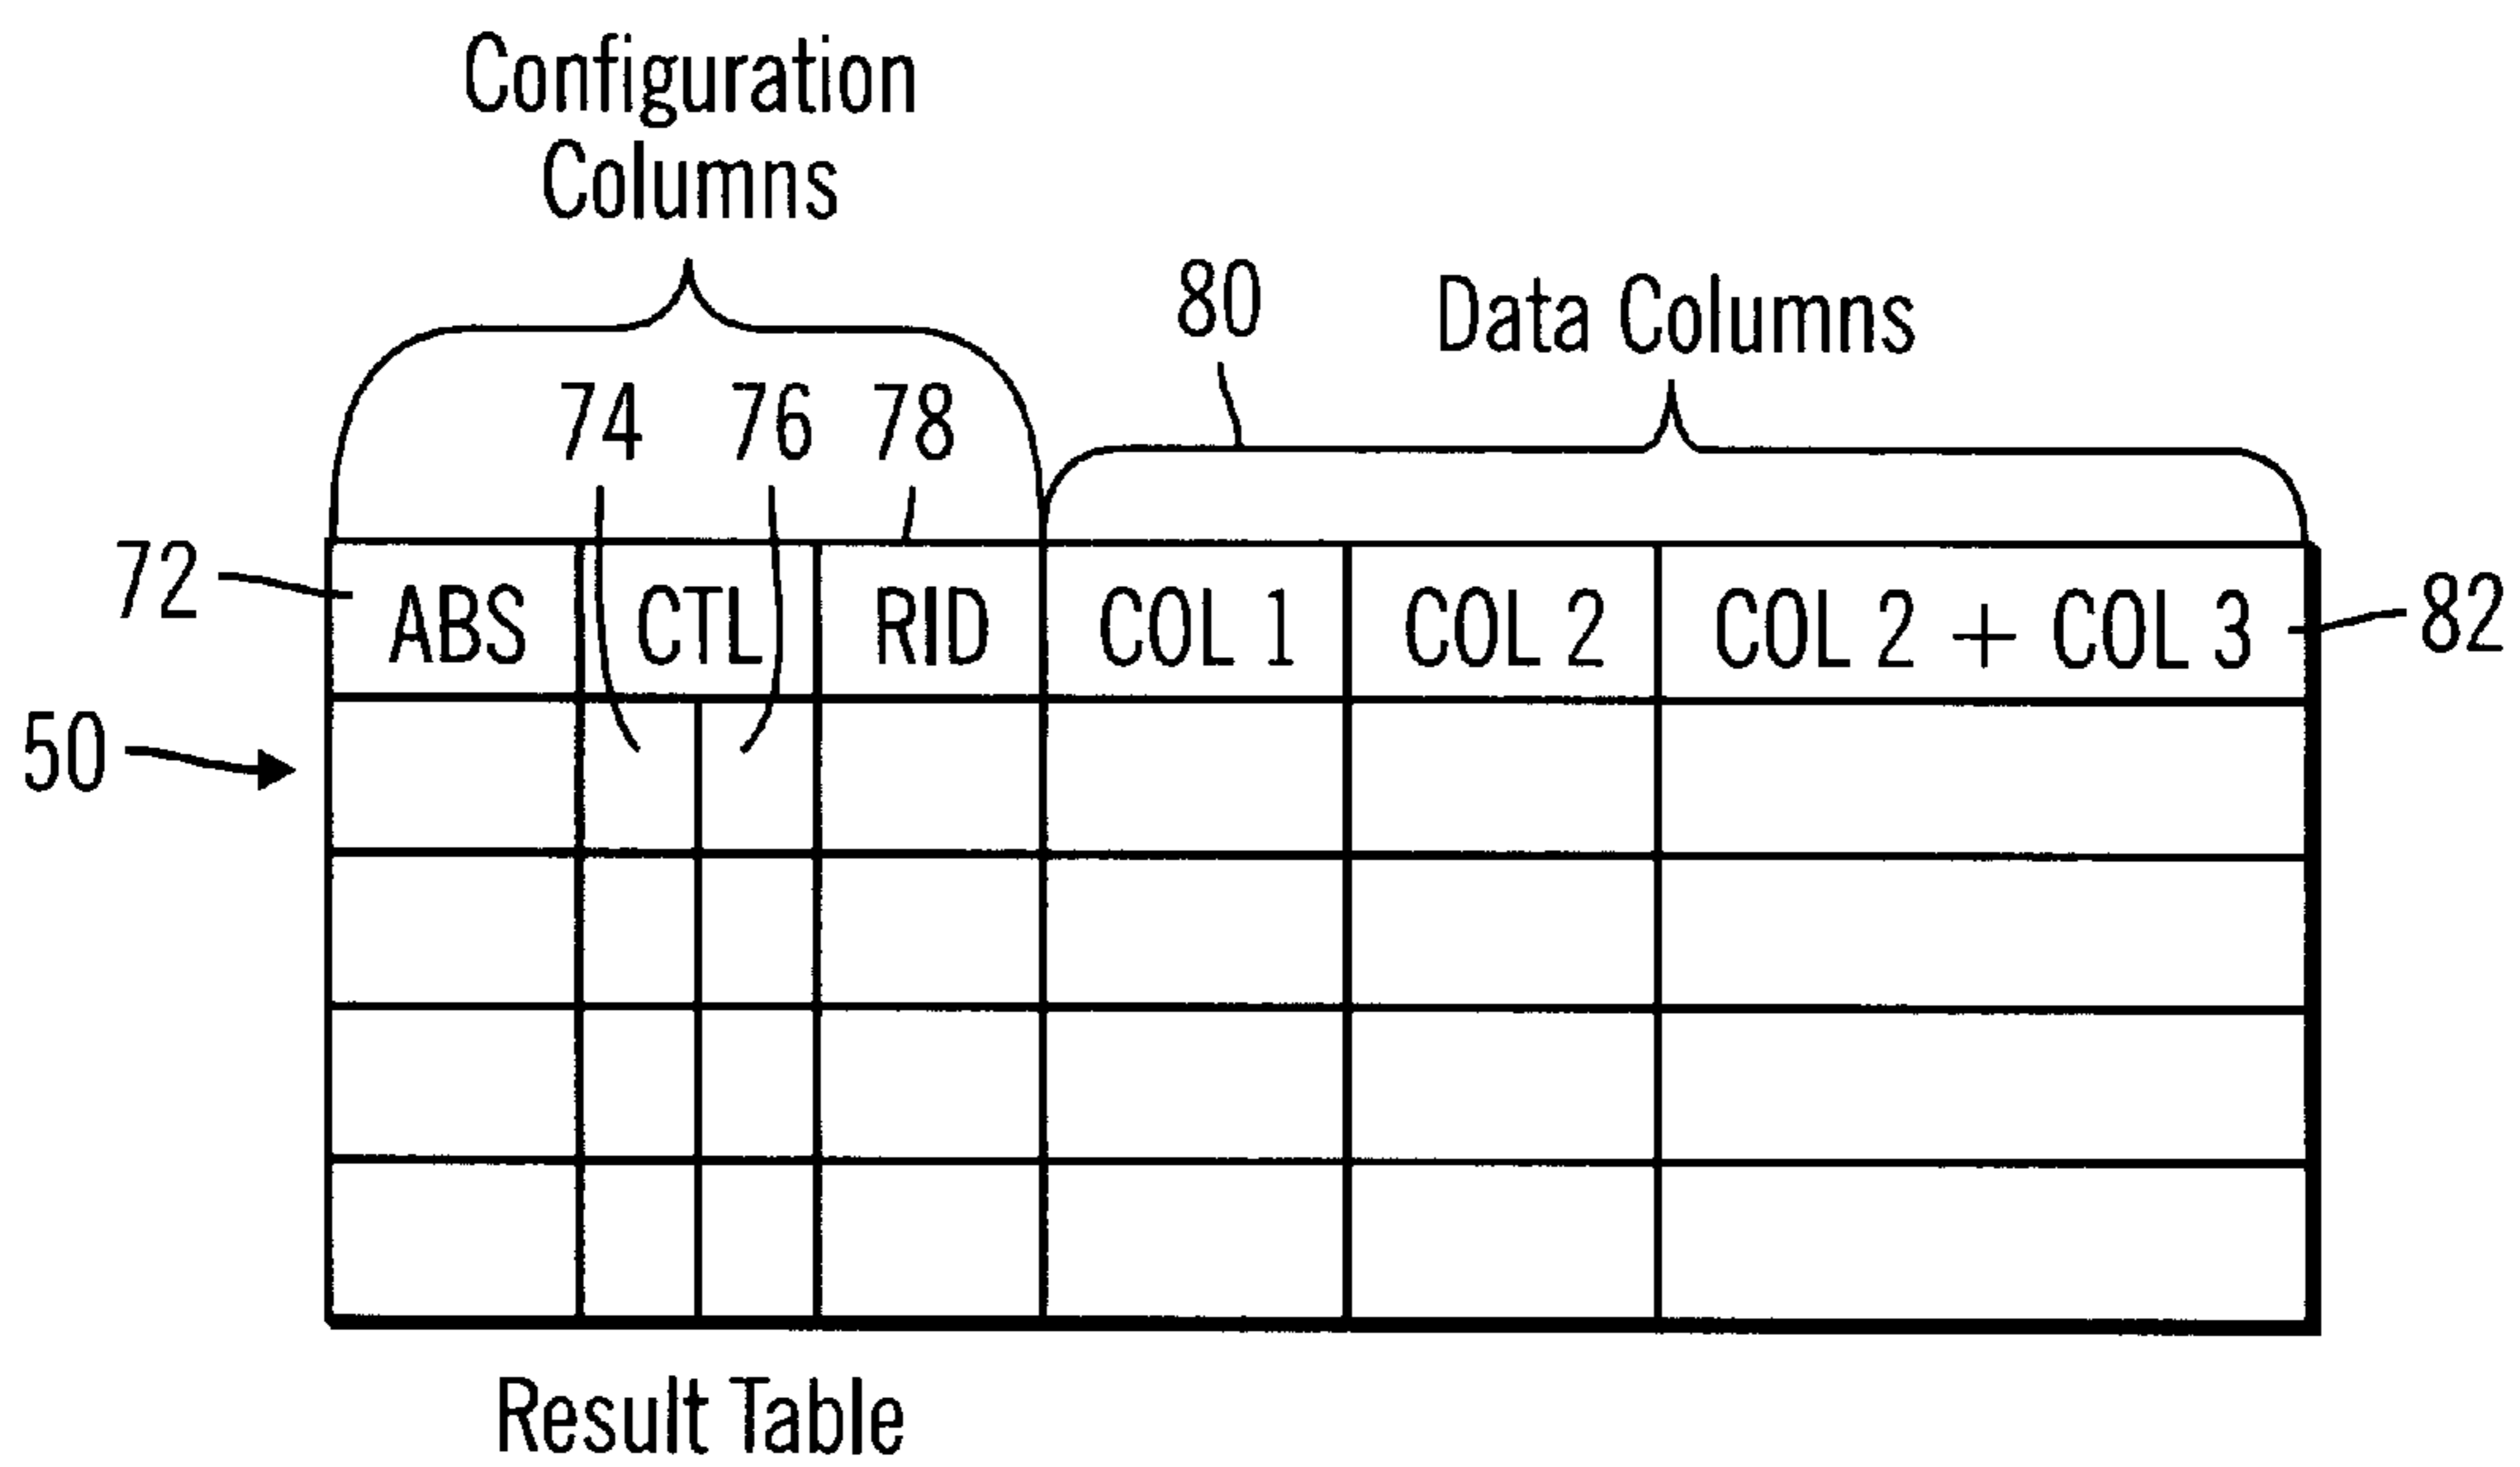 Configuration
Columns
80 Data Columns
74 76 78
72 ABS CTL RID COL 1 COL 2 COL 2 + COL 3 82
50
Result Table